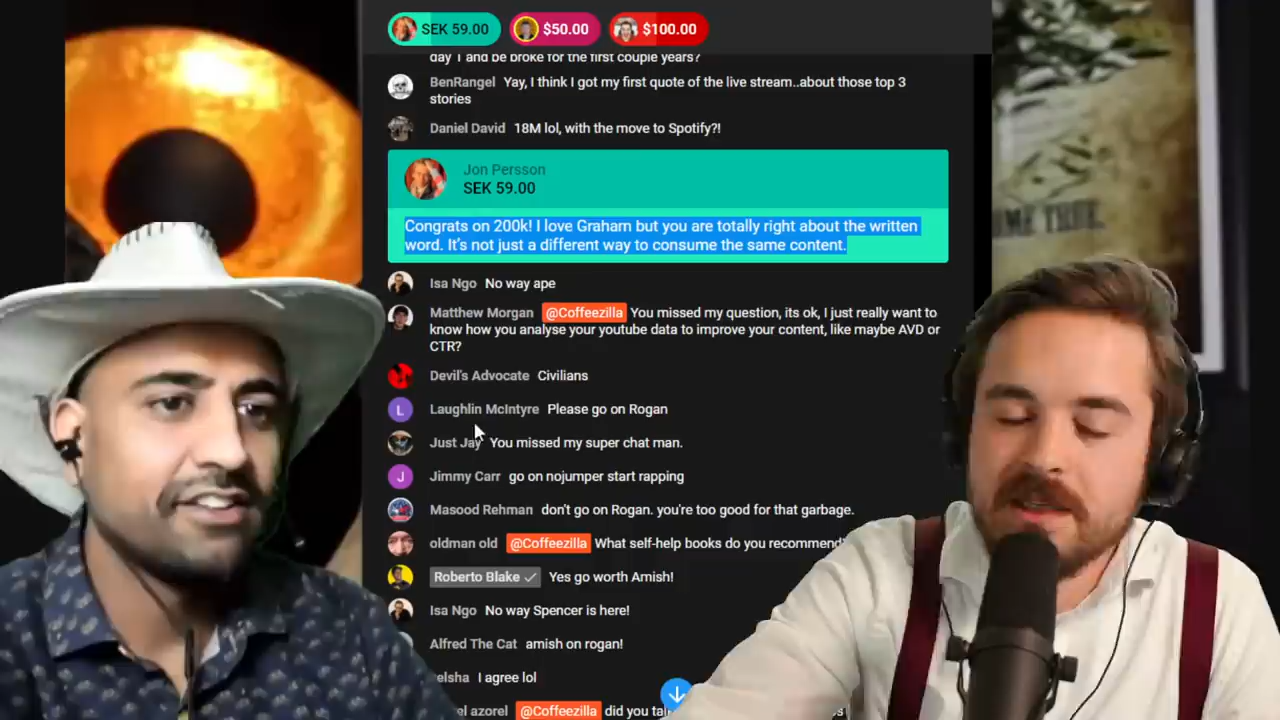 SEK 59.00 $50.00 $100.00
day 1 and be broke for the first couple years?
BenRangel Yay, I think I got my first quote of the live stream..about those top 3
stories
Daniel David 18M lol, with the move to Spotify?!
Jon Persson
SEK 59.00
Congrats on 200k! I love Graham but you are totally right about the written
word. It's not just a different way to consume the same content.
Isa Ngo No way ape
Matthew Morgan @Coffeezilla You missed my question, its ok, I just really want to
know how you analyse your youtube data to improve your content, like maybe AVD or
CTR?
Devil's Advocate Civilians
L Laughlin McIntyre Please go on Rogan
Just Jay You missed my super chat man.
J Jimmy Carr go on nojumper start rapping
Masood Rehman don't go on Rogan. you're too good for that garbage.
oldman old @Coffeezilla What self-help books do you recommend
Roberto Blake ✓ Yes go worth Amish!
Isa Ngo No way Spencer is here!
Alfred The Cat amish on rogan!
elsha I agree lol
el azorel @Coffeezilla did you
OME TRUE.